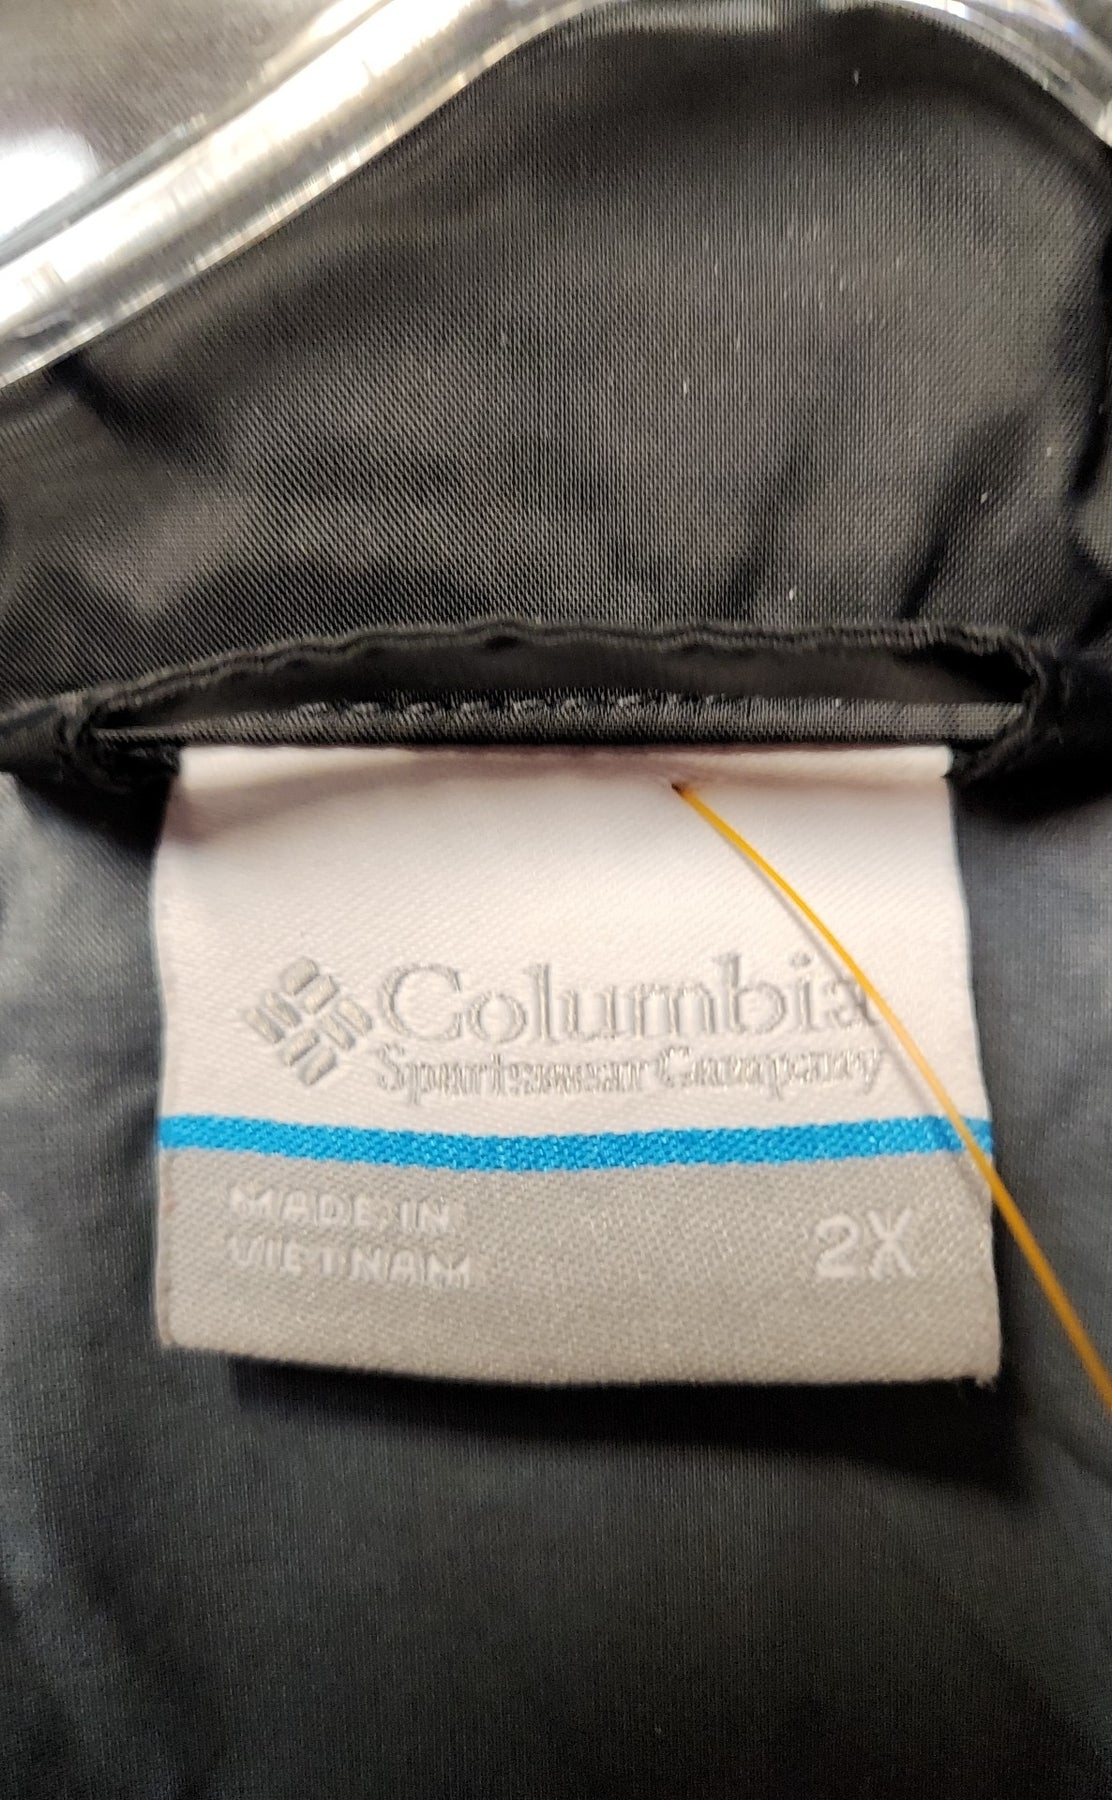 Columbia
Sportswear Company
MADE IN
VIETNAM
2X